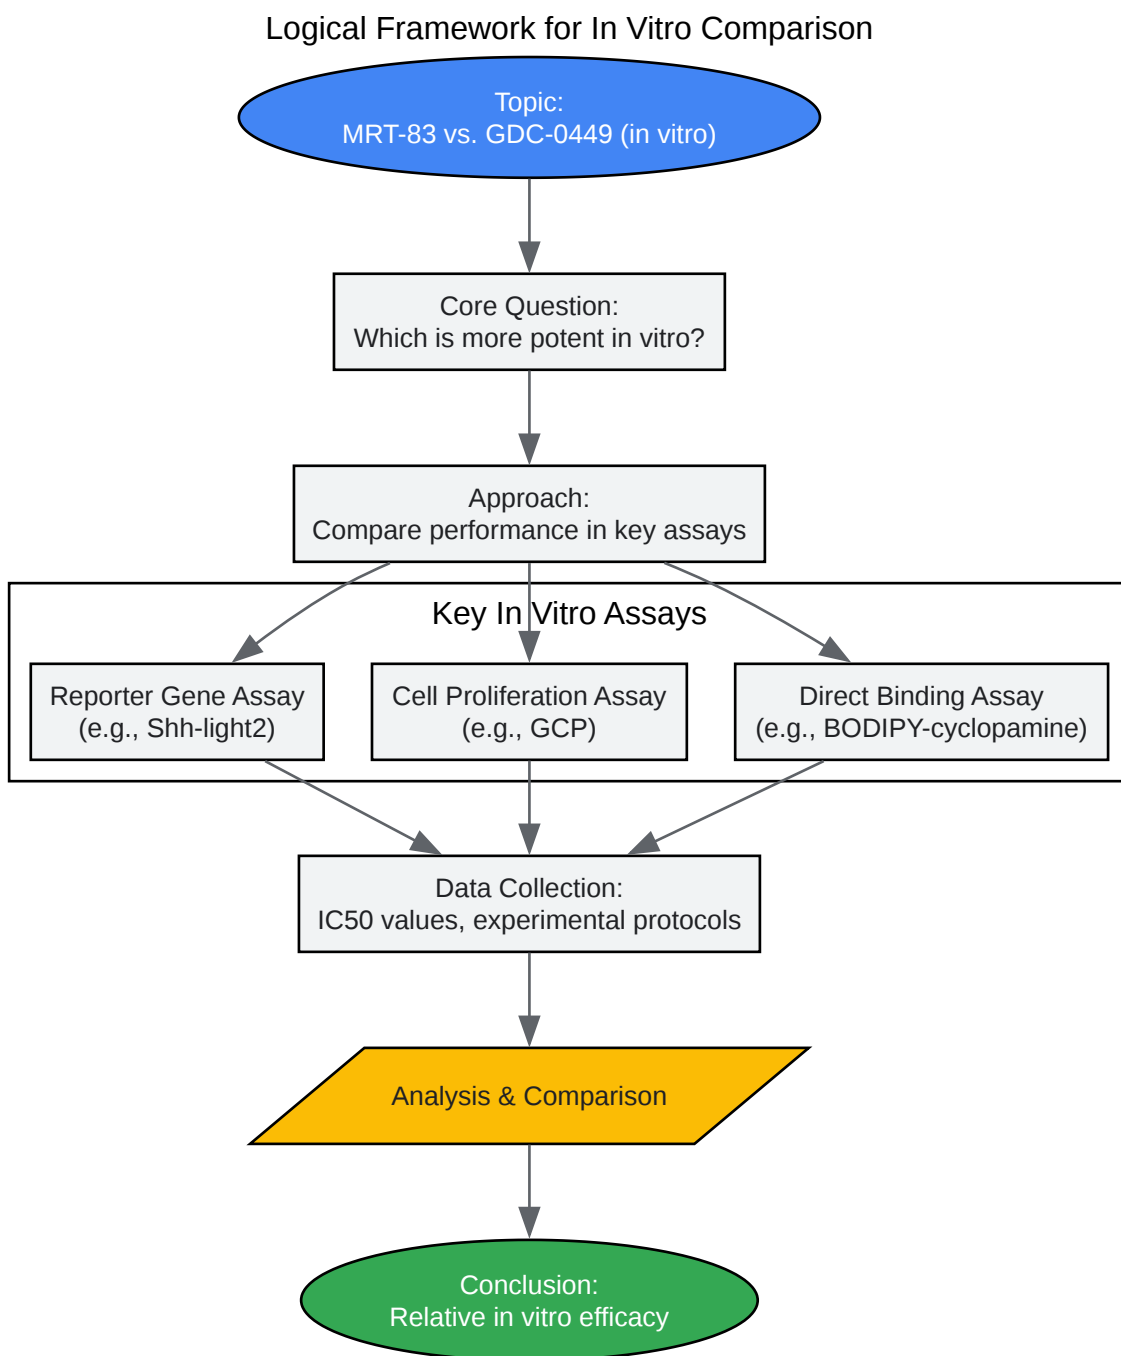 Logical Framework for In Vitro Comparison
Topic:
MRT-83 vs. GDC-0449 (in vitro)
Core Question:
Which is more potent in vitro?
Approach:
Compare performance in key assays
Key In Vitro Assays
Reporter Gene Assay
(e.g., Shh-light2)
Cell Proliferation Assay
(e.g., GCP)
Direct Binding Assay
(e.g., BODIPY-cyclopamine)
Data Collection:
IC50 values, experimental protocols
Analysis & Comparison
Conclusion:
Relative in vitro efficacy